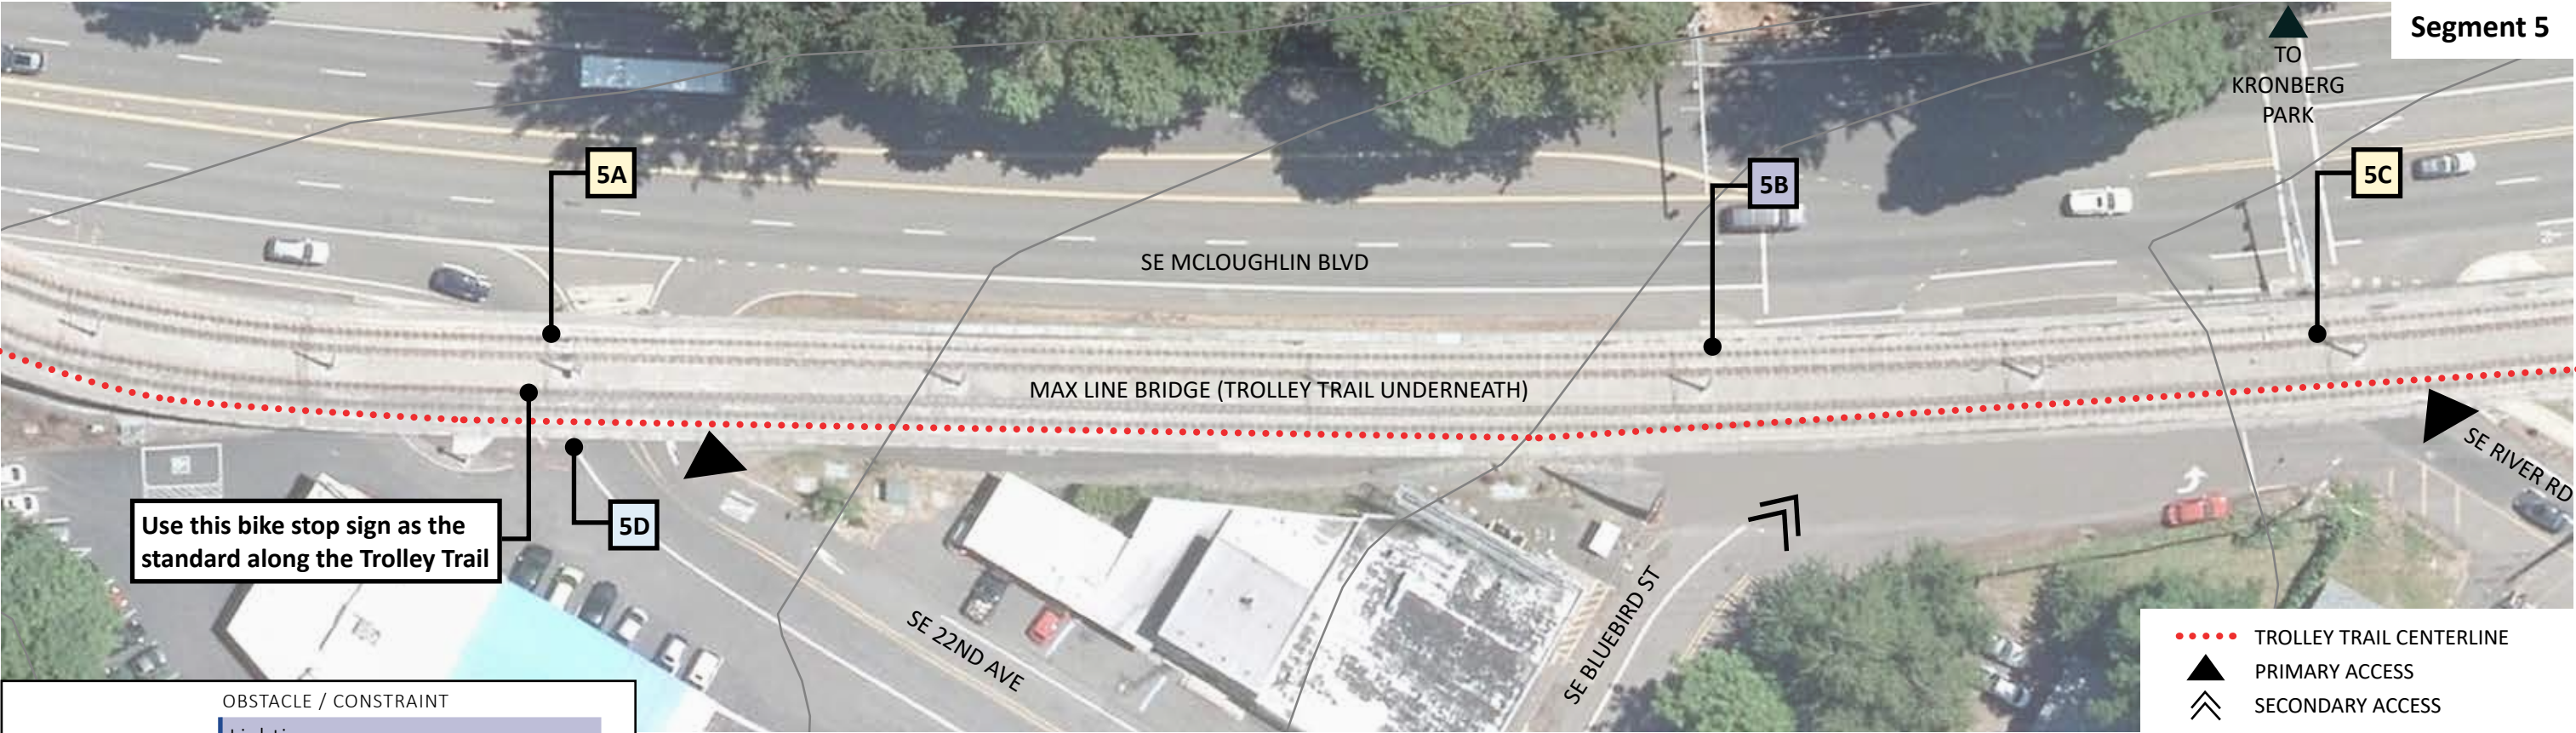 Segment 5
TO
KRONBERG
PARK
5A
5B
5C
SE MCLOUGHLIN BLVD
MAX LINE BRIDGE (TROLLEY TRAIL UNDERNEATH)
SE RIVER RD
Use this bike stop sign as the
standard along the Trolley Trail
5D
SE 22ND AVE
SE BLUEBIRD ST
OBSTACLE / CONSTRAINT
TROLLEY TRAIL CENTERLINE
PRIMARY ACCESS
SECONDARY ACCESS